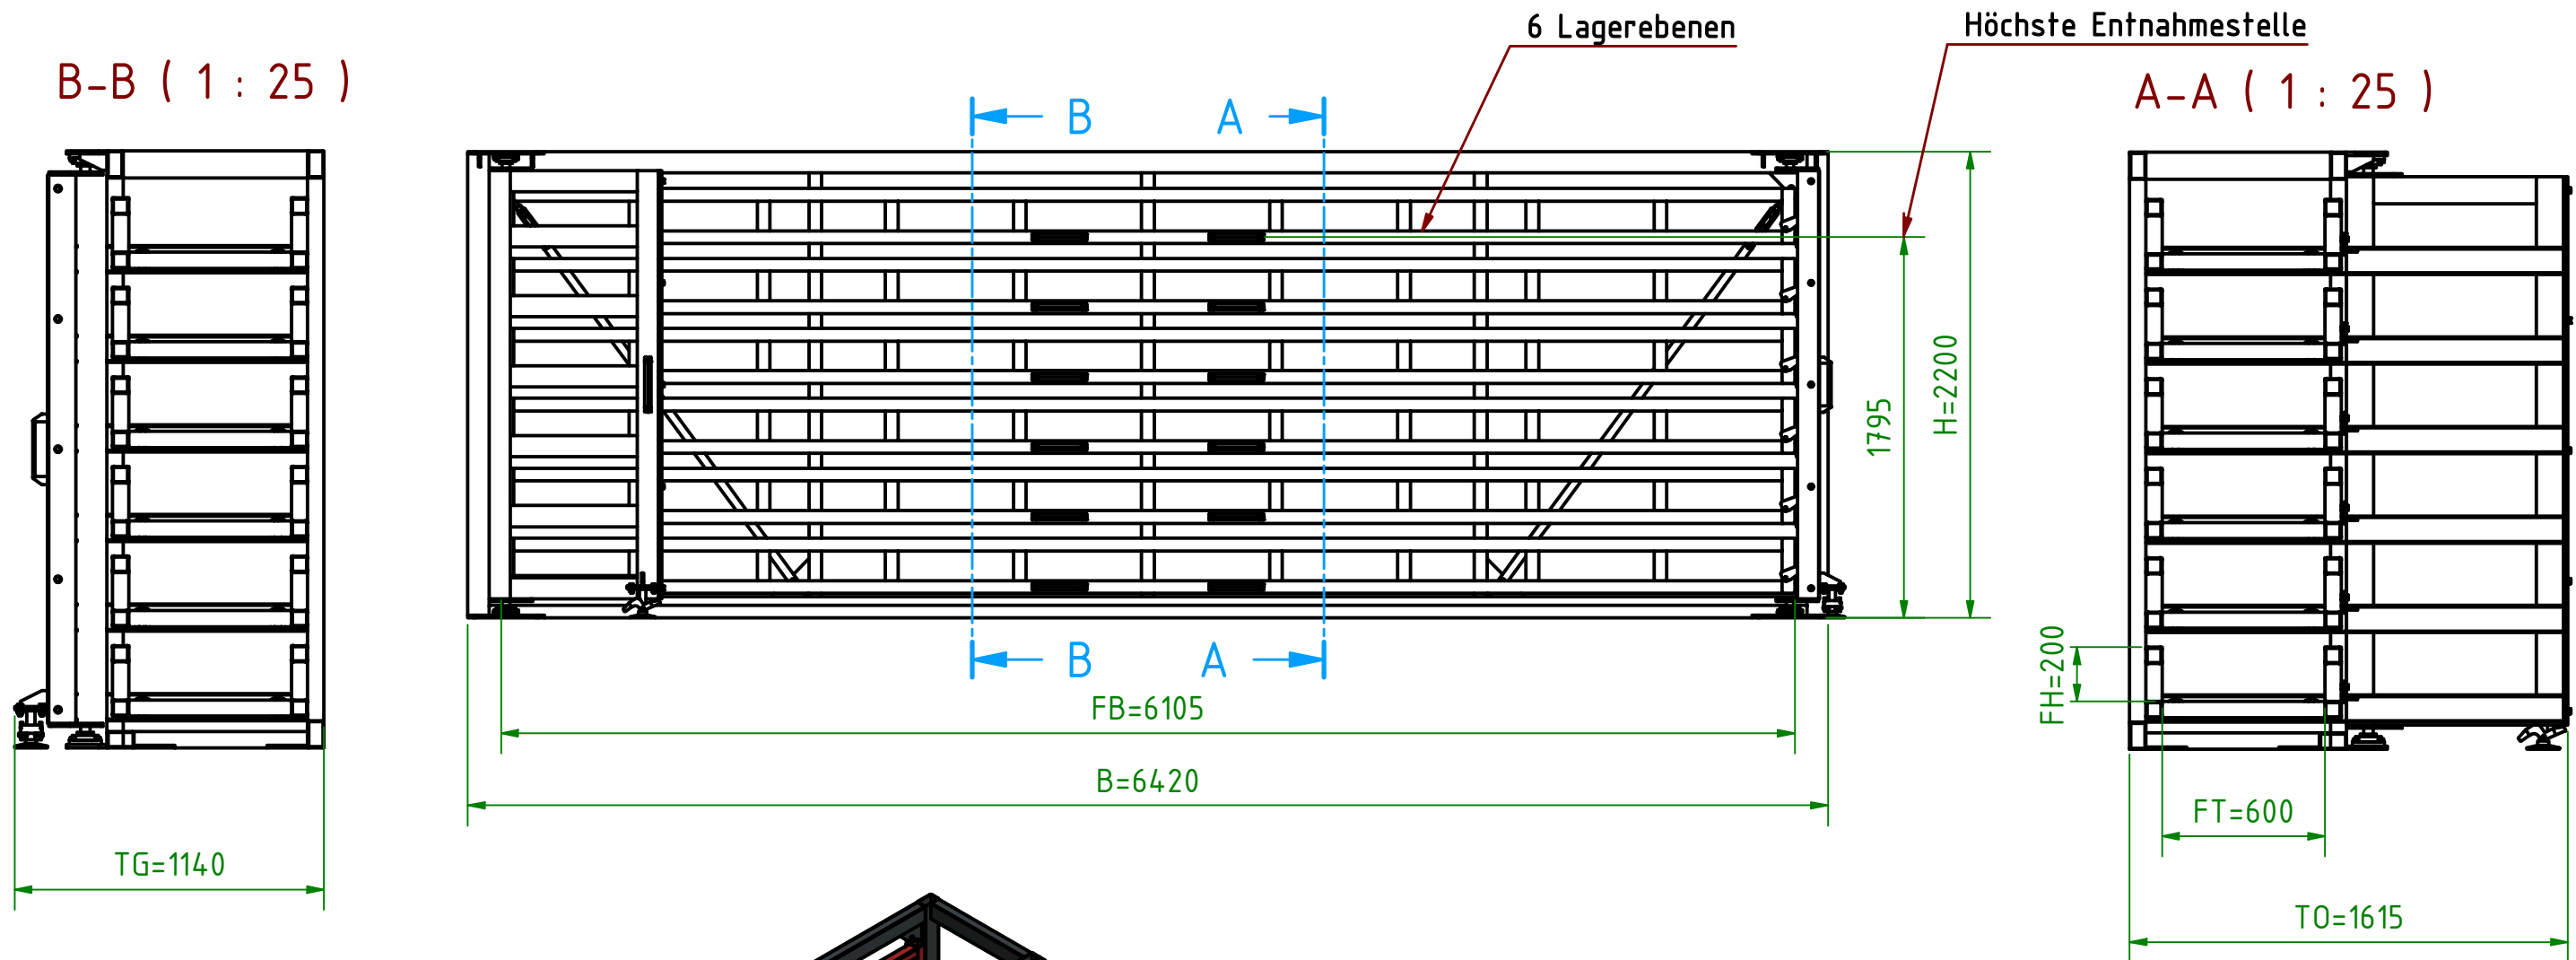 6 Lagerebenen
Höchste Entnahmestelle
B-B ( 1 : 25 )
A-A ( 1 : 25 )
B
A
1795
H=2200
B
A
FH=200
FB=6105
B=6420
FT=600
TG=1140
TO=1615